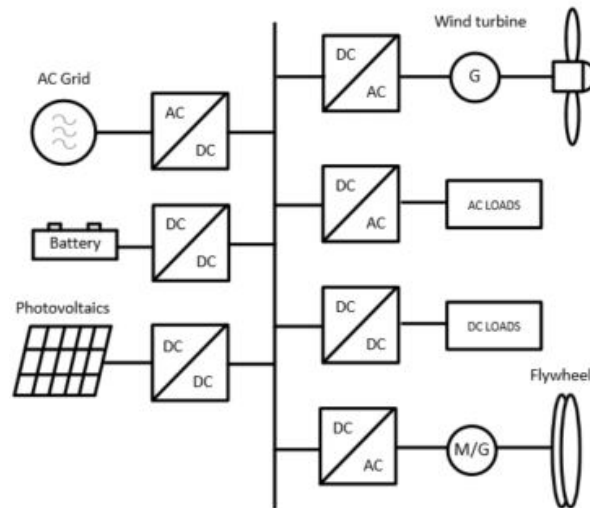 Wind turbine
DC
AC
G
AC Grid
AC
DC
DC
AC
AC LOADS
Battery
DC
DC
Photovoltaics
DC
DC
DC
DC
DC LOADS
Flywheel
DC
AC
M/G